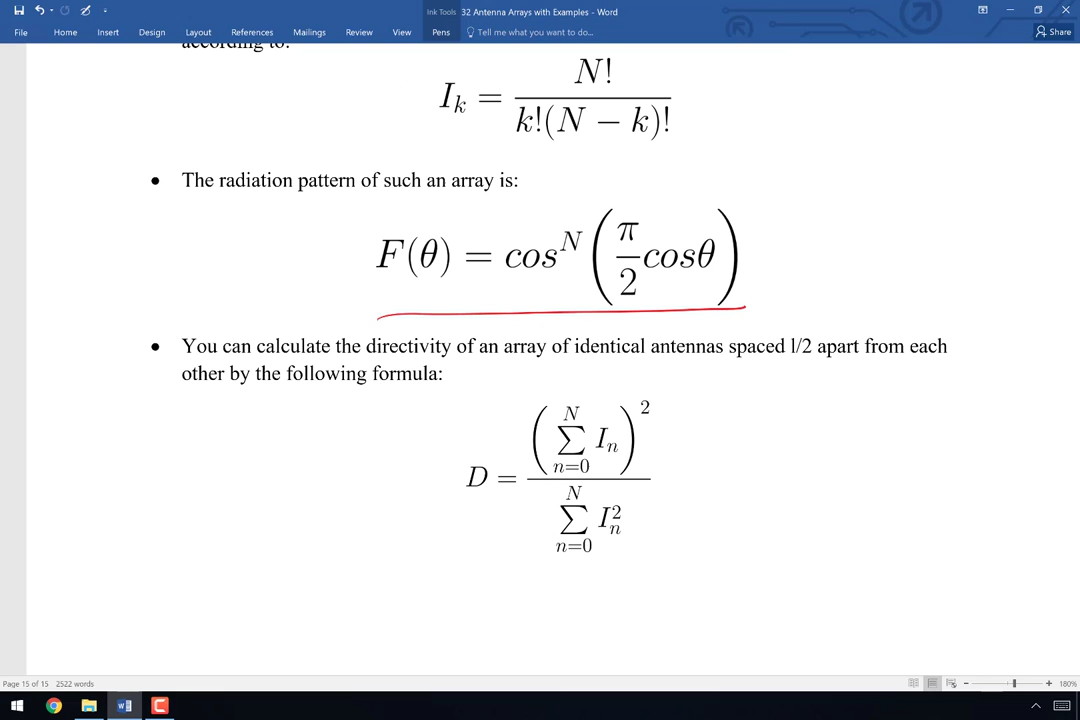 Ink Tools 32 Antenna Arrays with Examples - Word
File Home Insert Design Layout References Mailings Review View Pens Tell me what you want to do... Share
according to:
I_k = N! / k!(N − k)!
• The radiation pattern of such an array is:
F(θ) = cos^N (π/2 cosθ)
• You can calculate the directivity of an array of identical antennas spaced l/2 apart from each
other by the following formula:
D = (∑_{n=0}^{N} I_n)^2 / ∑_{n=0}^{N} I_n^2
Page 15 of 15 2522 words 180%